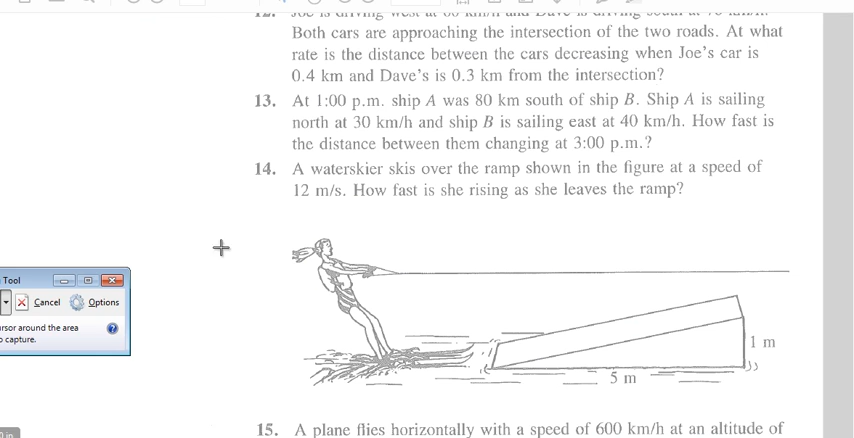 Both cars are approaching the intersection of the two roads. At what
rate is the distance between the cars decreasing when Joe's car is
0.4 km and Dave's is 0.3 km from the intersection?
13. At 1:00 p.m. ship A was 80 km south of ship B. Ship A is sailing
north at 30 km/h and ship B is sailing east at 40 km/h. How fast is
the distance between them changing at 3:00 p.m.?
14. A waterskier skis over the ramp shown in the figure at a speed of
12 m/s. How fast is she rising as she leaves the ramp?
Tool
Cancel Options
around the area
capture.
1 m
5 m
15. A plane flies horizontally with a speed of 600 km/h at an altitude of